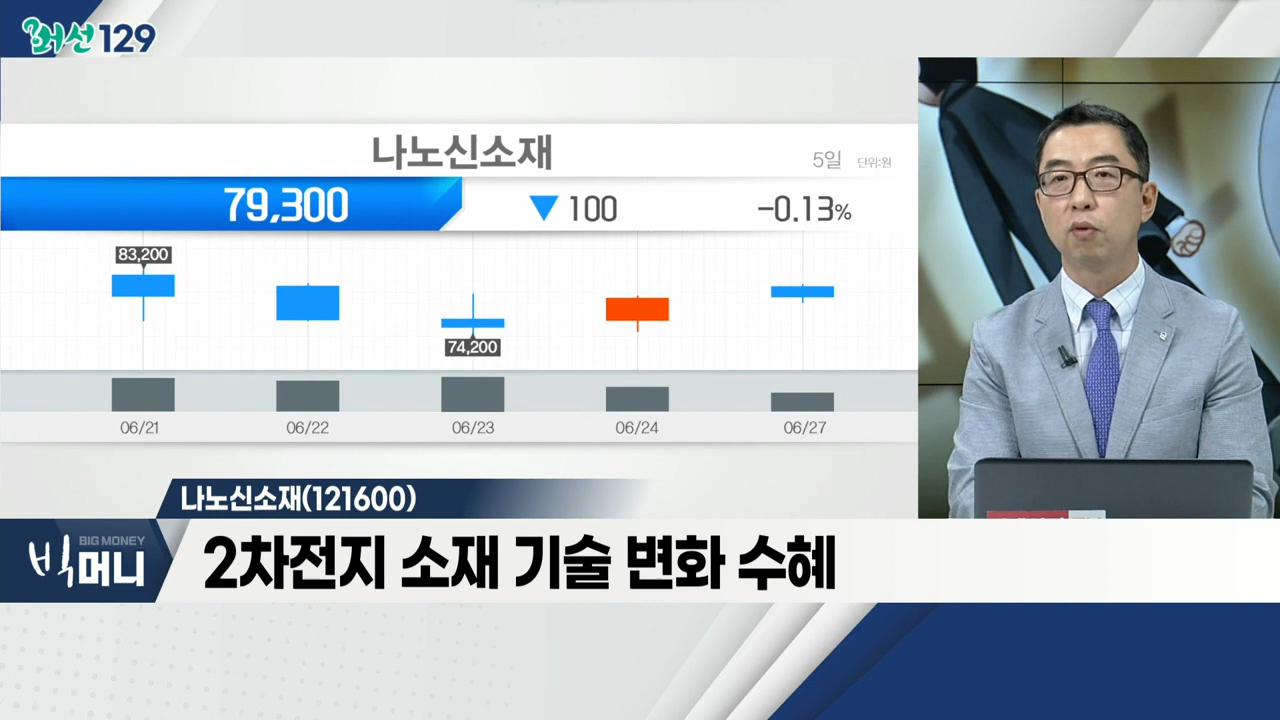 머선129
나노신소재
5일 단위:원
79,300 ▼ 100 -0.13%
83,200
74,200
06/21 06/22 06/23 06/24 06/27
나노신소재(121600)
BIG MONEY
빅머니
2차전지 소재 기술 변화 수혜